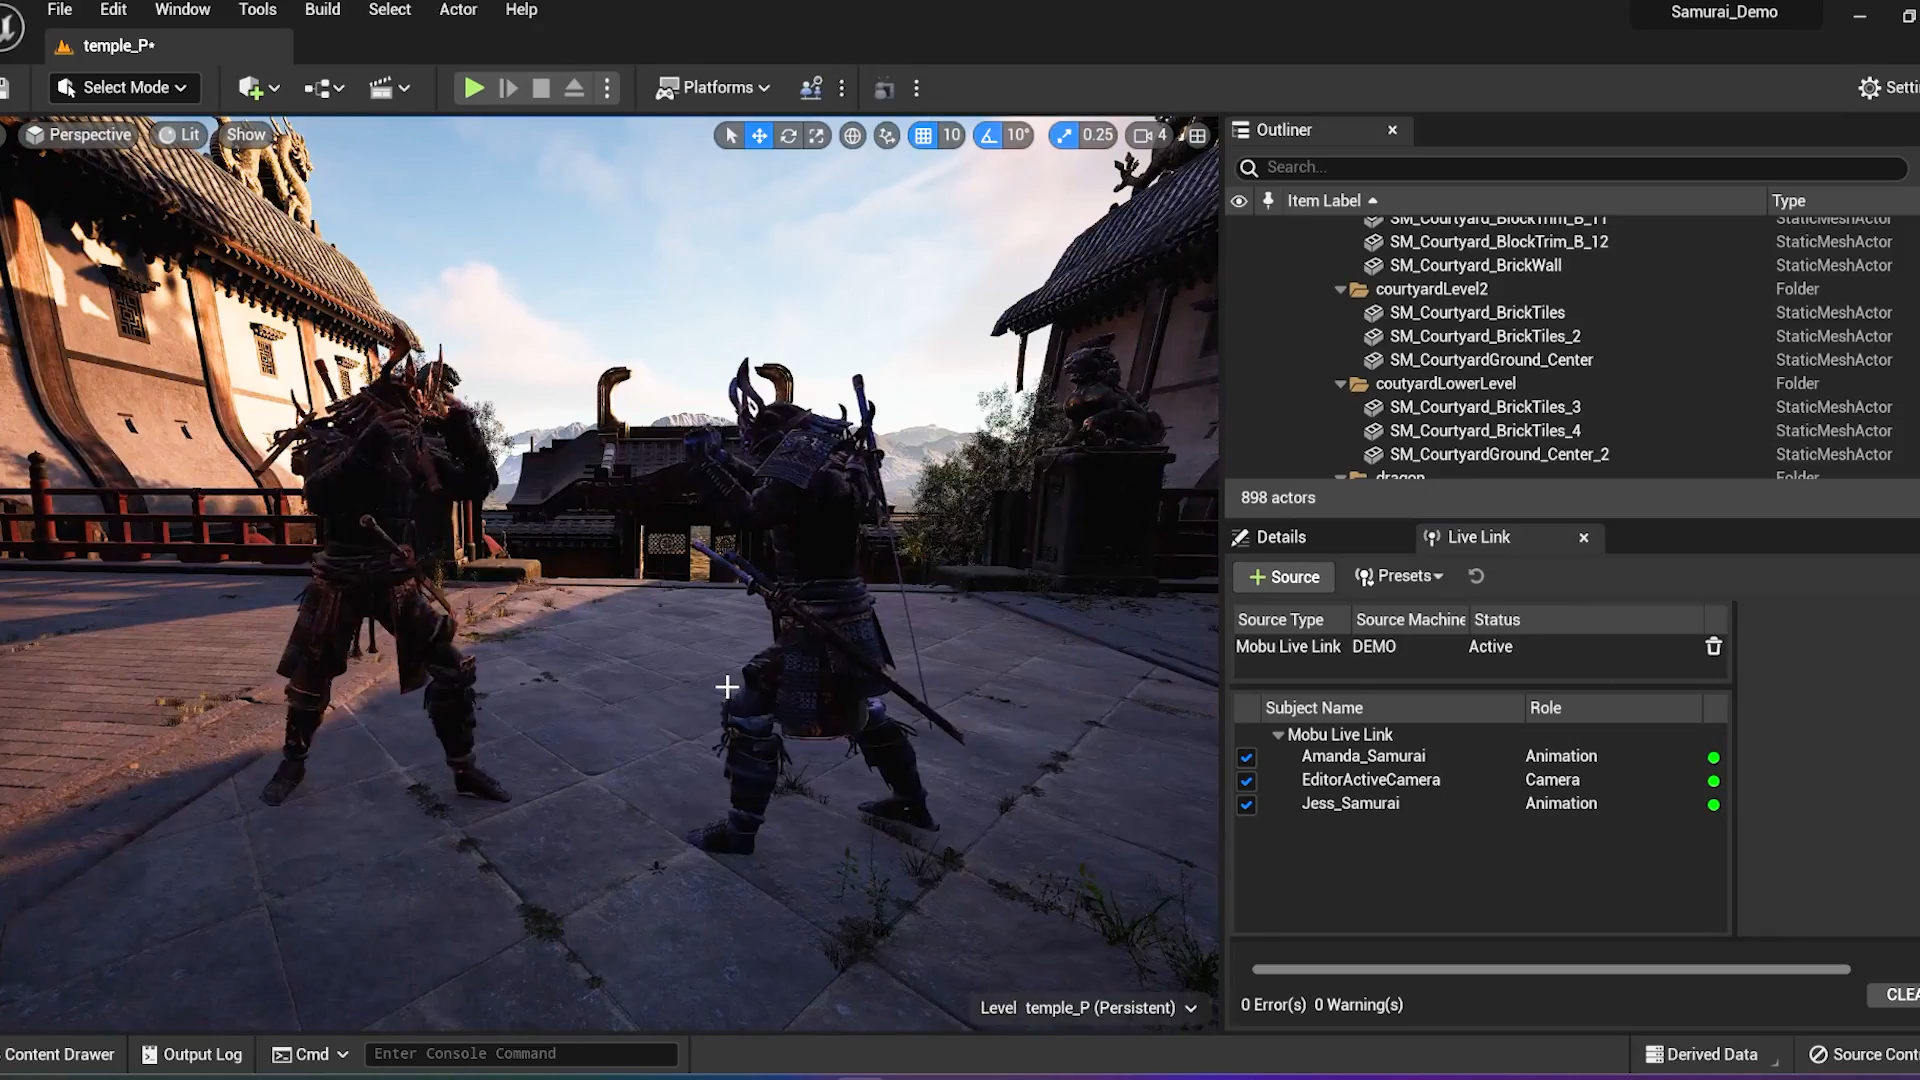 File Edit Window Tools Build Select Actor Help
Samurai_Demo
temple_P*
Select Mode
Platforms
Perspective Lit Show
10 10° 0.25 4
Outliner
Search...
Item Label Type
SM_Courtyard_BlockTrim_B_11 StaticMeshActor
SM_Courtyard_BlockTrim_B_12 StaticMeshActor
SM_Courtyard_BrickWall StaticMeshActor
courtyardLevel2 Folder
SM_Courtyard_BrickTiles StaticMeshActor
SM_Courtyard_BrickTiles_2 StaticMeshActor
SM_CourtyardGround_Center StaticMeshActor
coutyardLowerLevel Folder
SM_Courtyard_BrickTiles_3 StaticMeshActor
SM_Courtyard_BrickTiles_4 StaticMeshActor
SM_CourtyardGround_Center_2 StaticMeshActor
dragon Folder
898 actors
Details Live Link
Source Presets
Source Type Source Machine Status
Mobu Live Link DEMO Active
Subject Name Role
Mobu Live Link
Amanda_Samurai Animation
EditorActiveCamera Camera
Jess_Samurai Animation
Level temple_P (Persistent)
0 Error(s) 0 Warning(s)
Content Drawer Output Log Cmd Enter Console Command
Derived Data